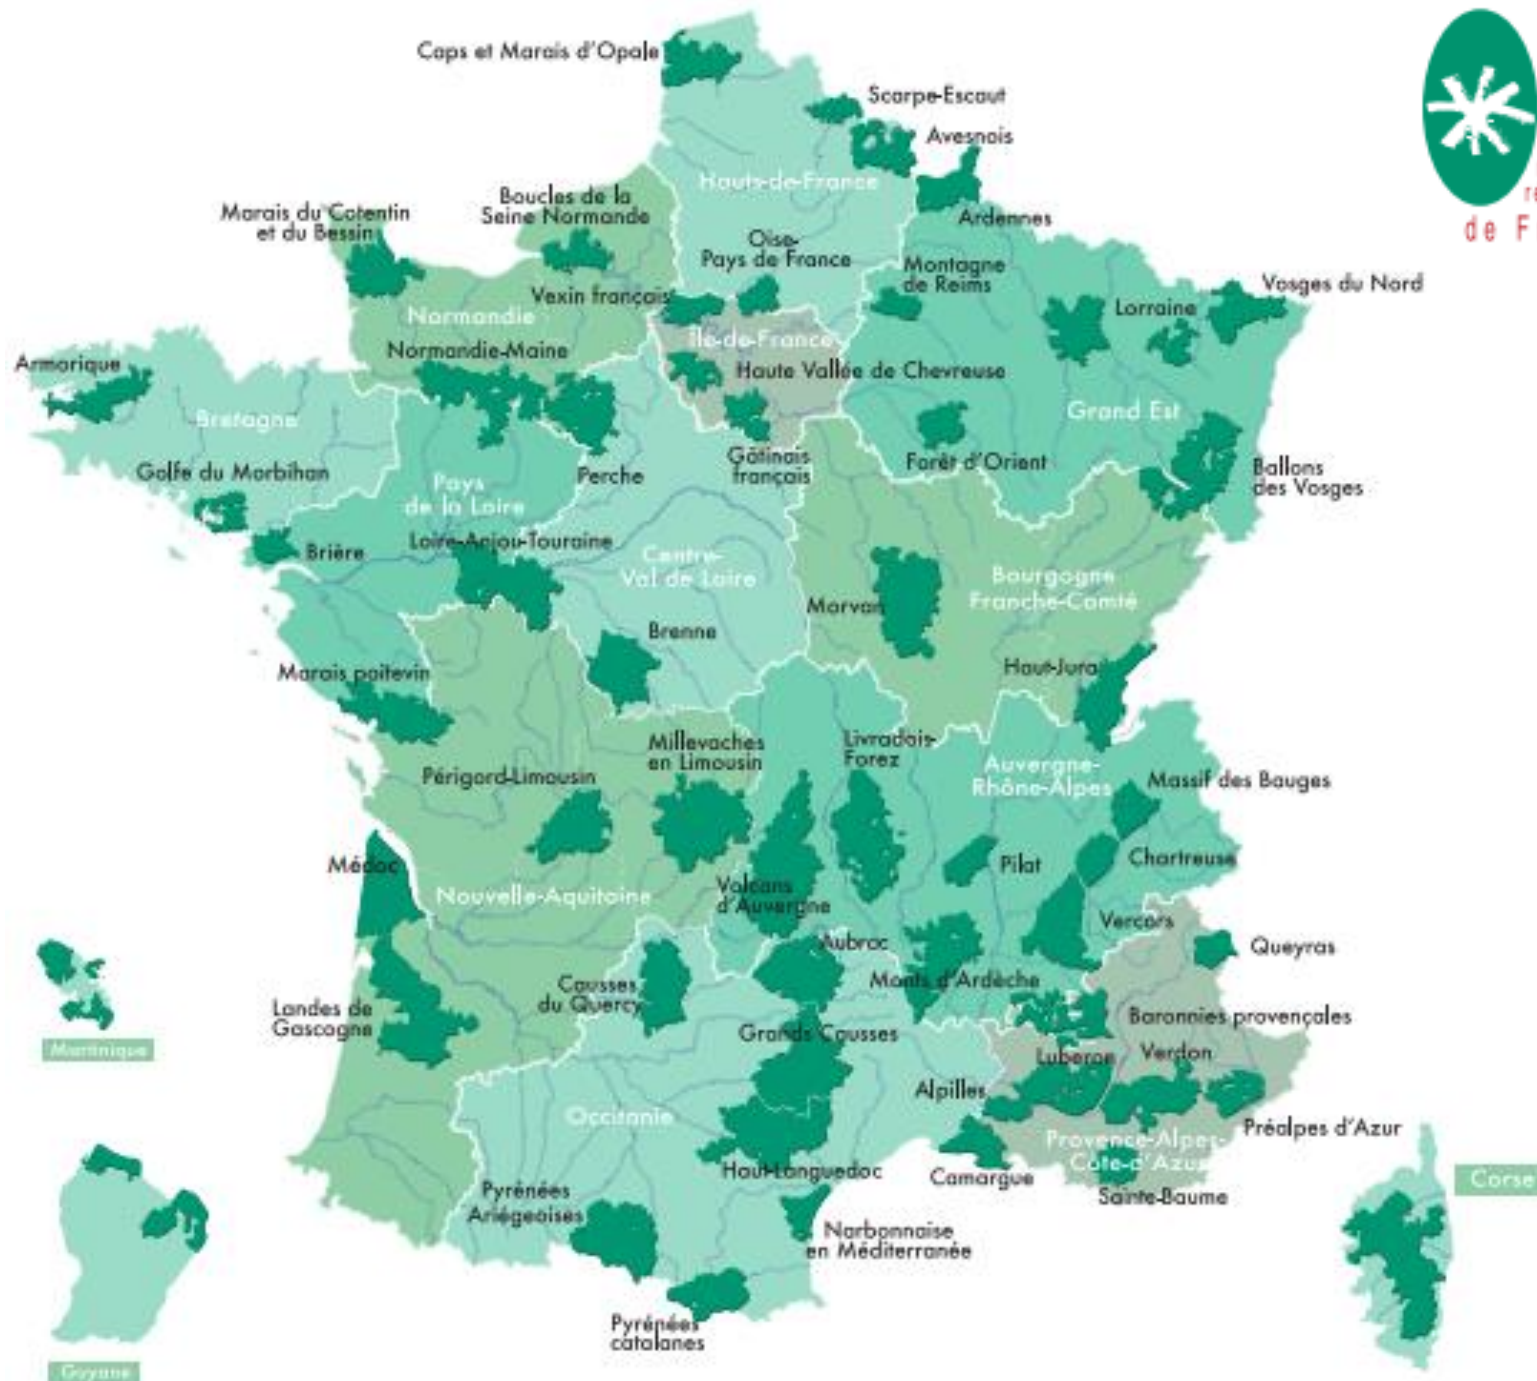 Caps et Marais d'Opale
Scarpe-Escaut
Avesnois
Hauts-de-France
Ardennes
de F
Marais du Cotentin
et du Bessin
Boucles de la
Seine Normande
Oise-
Pays de France
Montagne
de Reims
Vosges du Nord
Lorraine
Vexin français
Normandie
Île-de-France
Normandie-Maine
Haute Vallée de Chevreuse
Armorique
Bretagne
Grand Est
Golfe du Morbihan
Perche
Gâtinais
français
Forêt d'Orient
Ballons
des Vosges
Pays
de la Loire
Brière
Loire-Anjou-Touraine
Centre-
Val de Loire
Bourgogne
Franche-Comté
Morvan
Brenne
Haut-Jura
Marais poitevin
Millevaches
en Limousin
Livradois-
Forez
Auvergne-
Rhône-Alpes
Massif des Bauges
Périgord-Limousin
Médoc
Pilat
Chartreuse
Nouvelle-Aquitaine
Volcans
d'Auvergne
Vercors
Aubrac
Queyras
Causses
du Quercy
Monts d'Ardèche
Landes de
Gascogne
Baronnies provençales
Grands Causses
Martinique
Luberon
Verdon
Alpilles
Occitanie
Préalpes d'Azur
Provence-Alpes-
Côte-d'Azur
Haut-Languedoc
Camargue
Sainte-Baume
Corse
Pyrénées
Ariégeoises
Narbonnaise
en Méditerranée
Pyrénées
catalanes
Guyane